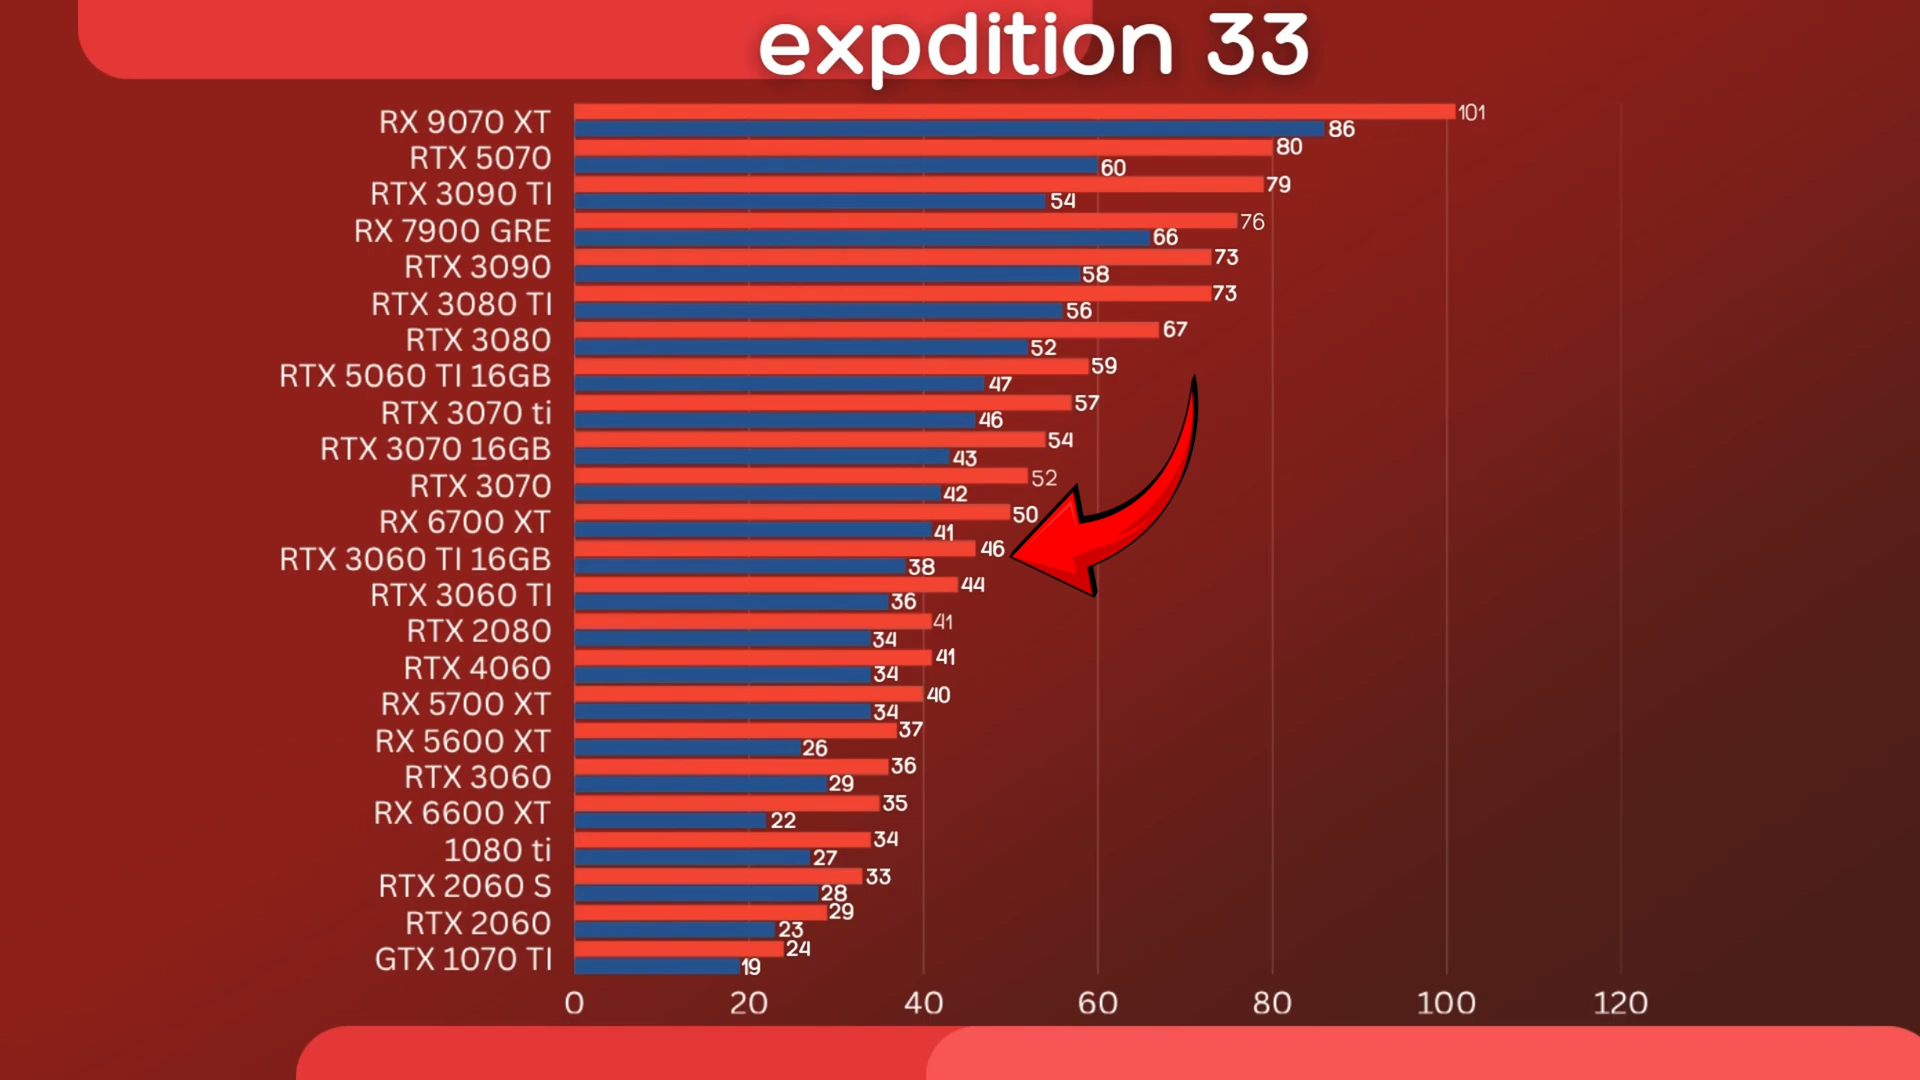 expdition 33
RX 9070 XT 101 86
RTX 5070 80 60
RTX 3090 TI 79 54
RX 7900 GRE 76 66
RTX 3090 73 58
RTX 3080 TI 73 56
RTX 3080 67 52
RTX 5060 TI 16GB 59 47
RTX 3070 ti 57 46
RTX 3070 16GB 54 43
RTX 3070 52 42
RX 6700 XT 50 41
RTX 3060 TI 16GB 46 38
RTX 3060 TI 44 36
RTX 2080 41 34
RTX 4060 41 34
RX 5700 XT 40 34
RX 5600 XT 37 26
RTX 3060 36 29
RX 6600 XT 35 22
1080 ti 34 27
RTX 2060 S 33 28
RTX 2060 29 23
GTX 1070 TI 24 19
0 20 40 60 80 100 120